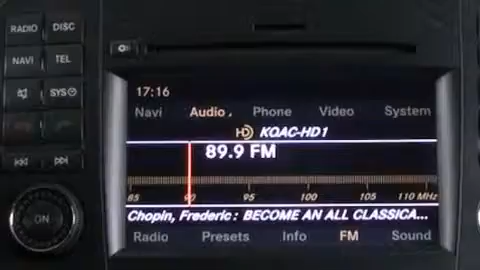 RADIO DISC
NAVI TEL
SYS
ON
17:16
Navi Audio Phone Video System
HD KQAC-HD1
89.9 FM
85 90 95 100 105 110 MHz
Chopin, Frederic: BECOME AN ALL CLASSICA...
Radio Presets Info FM Sound